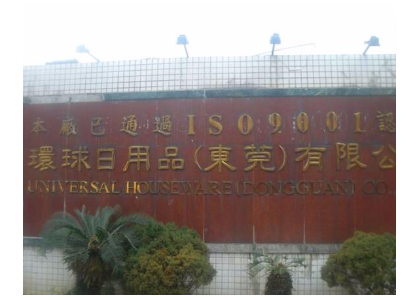 本廠已通過ISO9001認
環球日用品(東莞)有限公
UNIVERSAL HOUSEWARE(DONGGUAN) CO.,